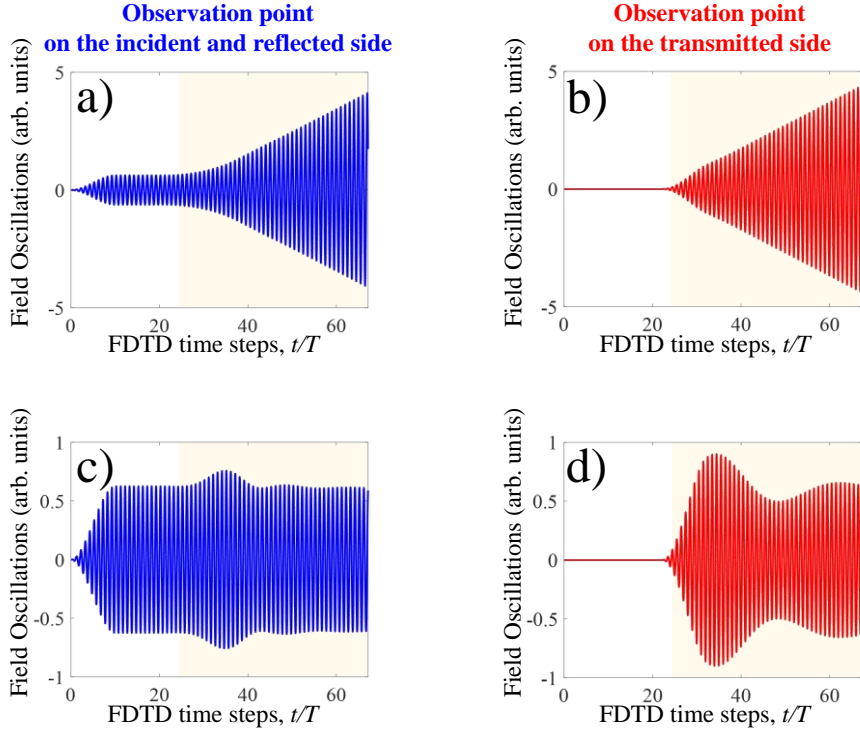 Observation point
on the incident and reflected side
Observation point
on the transmitted side
a)
Field Oscillations (arb. units)
5
0
-5
0
20
40
60
FDTD time steps, t/T
b)
Field Oscillations (arb. units)
5
0
-5
0
20
40
60
FDTD time steps, t/T
c)
Field Oscillations (arb. units)
1
0.5
0
-0.5
-1
0
20
40
60
FDTD time steps, t/T
d)
Field Oscillations (arb. units)
1
0.5
0
-0.5
-1
0
20
40
60
FDTD time steps, t/T